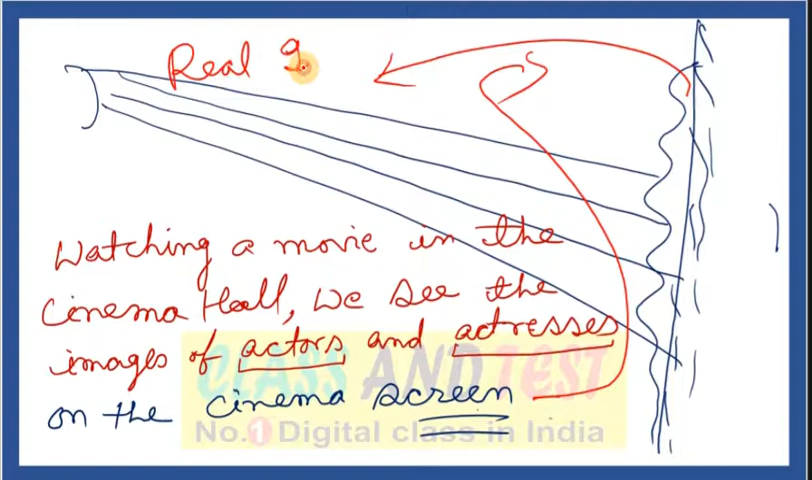 Real
Watching a movie in the
Cinema Hall, we see the
images of actors and actresses
on the cinema screen
CLASS AND TEST
No.1 Digital class in India